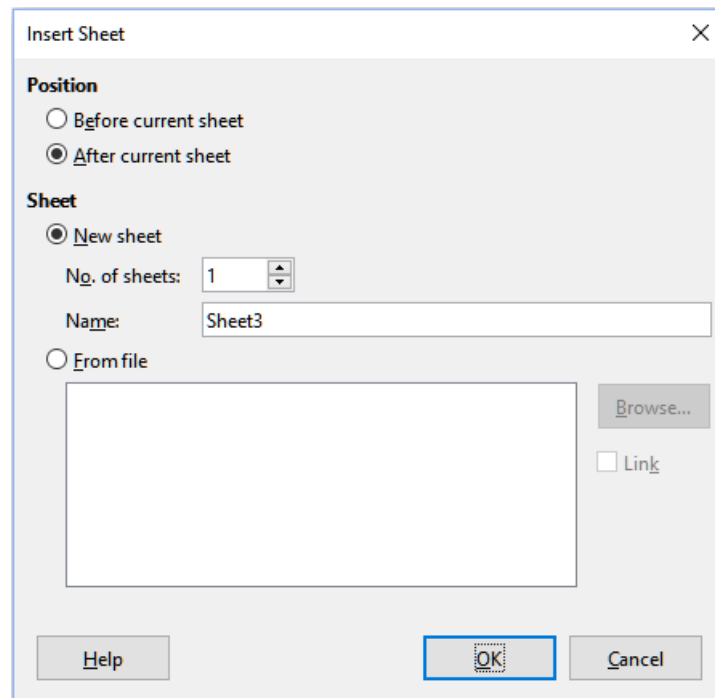 Insert Sheet
Position
Before current sheet
After current sheet
Sheet
New sheet
No. of sheets: 1
Name: Sheet3
From file
Browse...
Link
Help OK Cancel